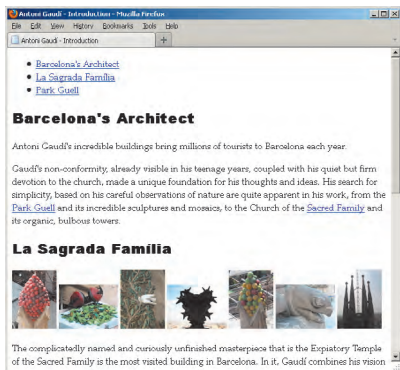 Antoni Gaudí - Introduction - Mozilla Firefox
File Edit View History Bookmarks Tools Help
Antoni Gaudí - Introduction +
• Barcelona's Architect
• La Sagrada Família
• Park Guell
Barcelona's Architect
Antoni Gaudí's incredible buildings bring millions of tourists to Barcelona each year.
Gaudí's non-conformity, already visible in his teenage years, coupled with his quiet but firm
devotion to the church, made a unique foundation for his thoughts and ideas. His search for
simplicity, based on his careful observations of nature are quite apparent in his work, from the
Park Guell and its incredible sculptures and mosaics, to the Church of the Sacred Family and
its organic, bulbous towers.
La Sagrada Família
The complicatedly named and curiously unfinished masterpiece that is the Expiatory Temple
of the Sacred Family is the most visited building in Barcelona. In it, Gaudí combines his vision